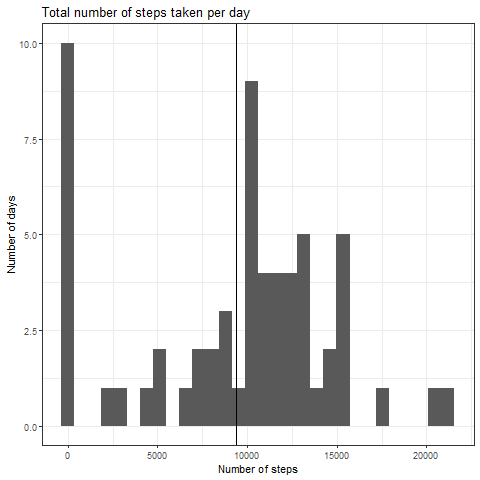 Total number of steps taken per day
10.0
7.5
5.0
2.5
0.0
Number of days
0 5000 10000 15000 20000
Number of steps